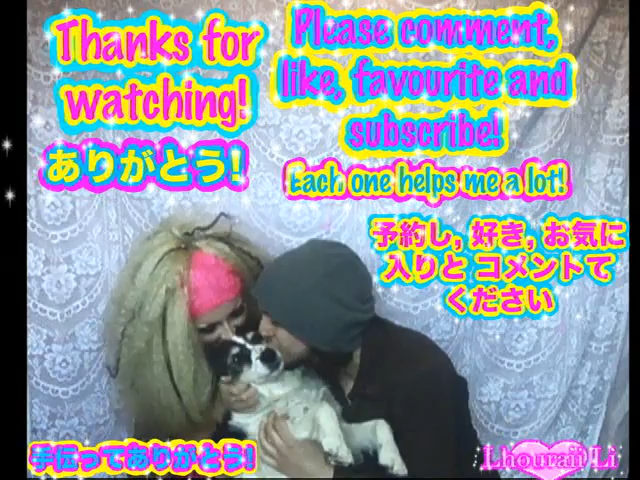 Thanks for
watching!
ありがとう!
Please comment,
like, favourite and
subscribe!
Each one helps me a lot!
予約し, 好き, お気に
入りと コメントて
ください
手伝ってありがとう!
Lhouraii Li